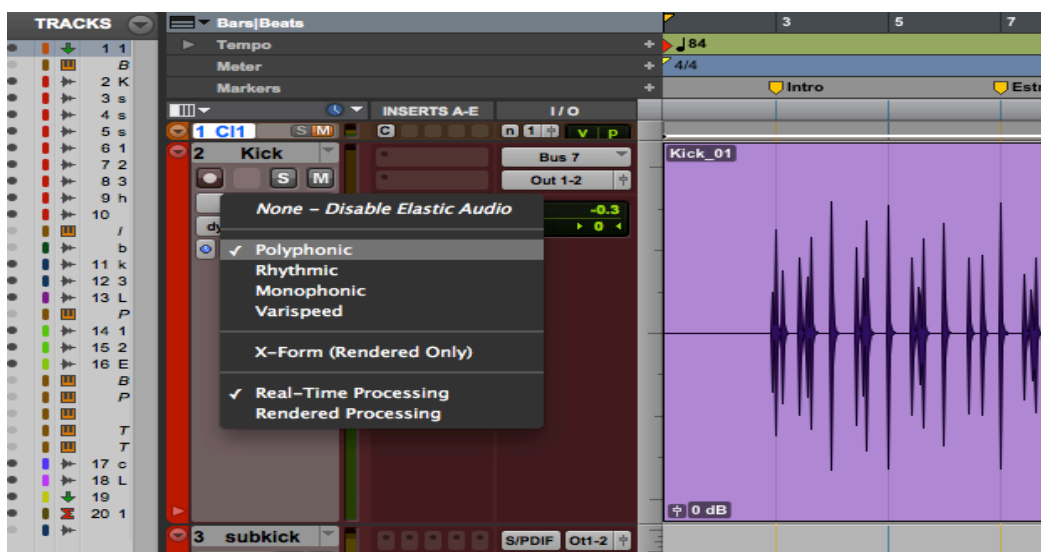 TRACKS
Bars|Beats
3 5 7
Tempo
84
Meter
4/4
Markers
Intro
Estr
INSERTS A-E
I / O
1 Cl1 S M C n 1 v p
2 Kick
Bus 7
S M
Out 1-2
-0.3
dy
0
None – Disable Elastic Audio
✓ Polyphonic
Rhythmic
Monophonic
Varispeed
X-Form (Rendered Only)
✓ Real-Time Processing
Rendered Processing
Kick_01
0 dB
3 subkick
S/PDIF Ot1-2
1 1
B
2 K
3 s
4 s
5 s
6 1
7 2
8 3
9 h
10
I
b
11 k
12 3
13 L
P
14 1
15 2
16 E
B
P
T
T
17 c
18 L
19
20 1